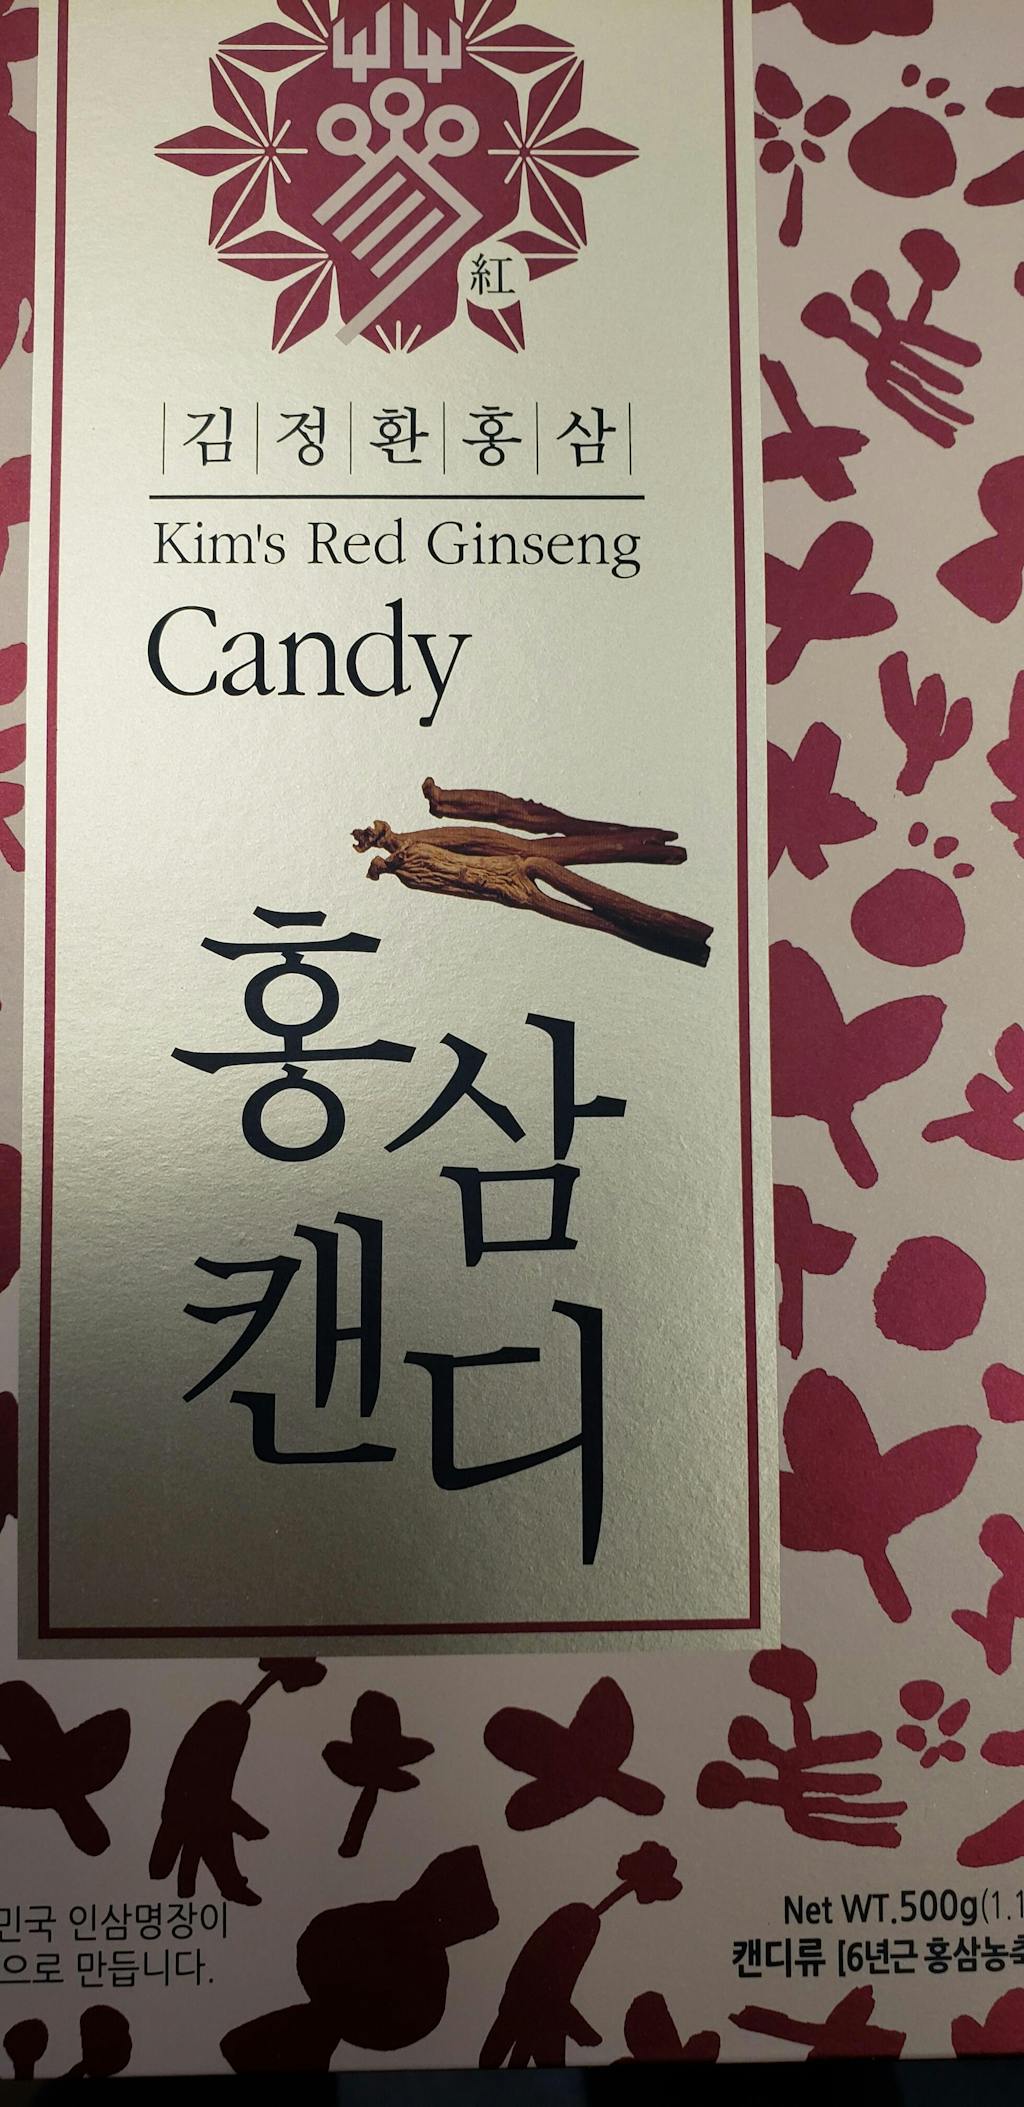 紅
김정환홍삼
Kim's Red Ginseng
Candy
홍삼
캔디
민국 인삼명장이
으로 만듭니다.
Net WT.500g(1.1
캔디류 [6년근 홍삼농축